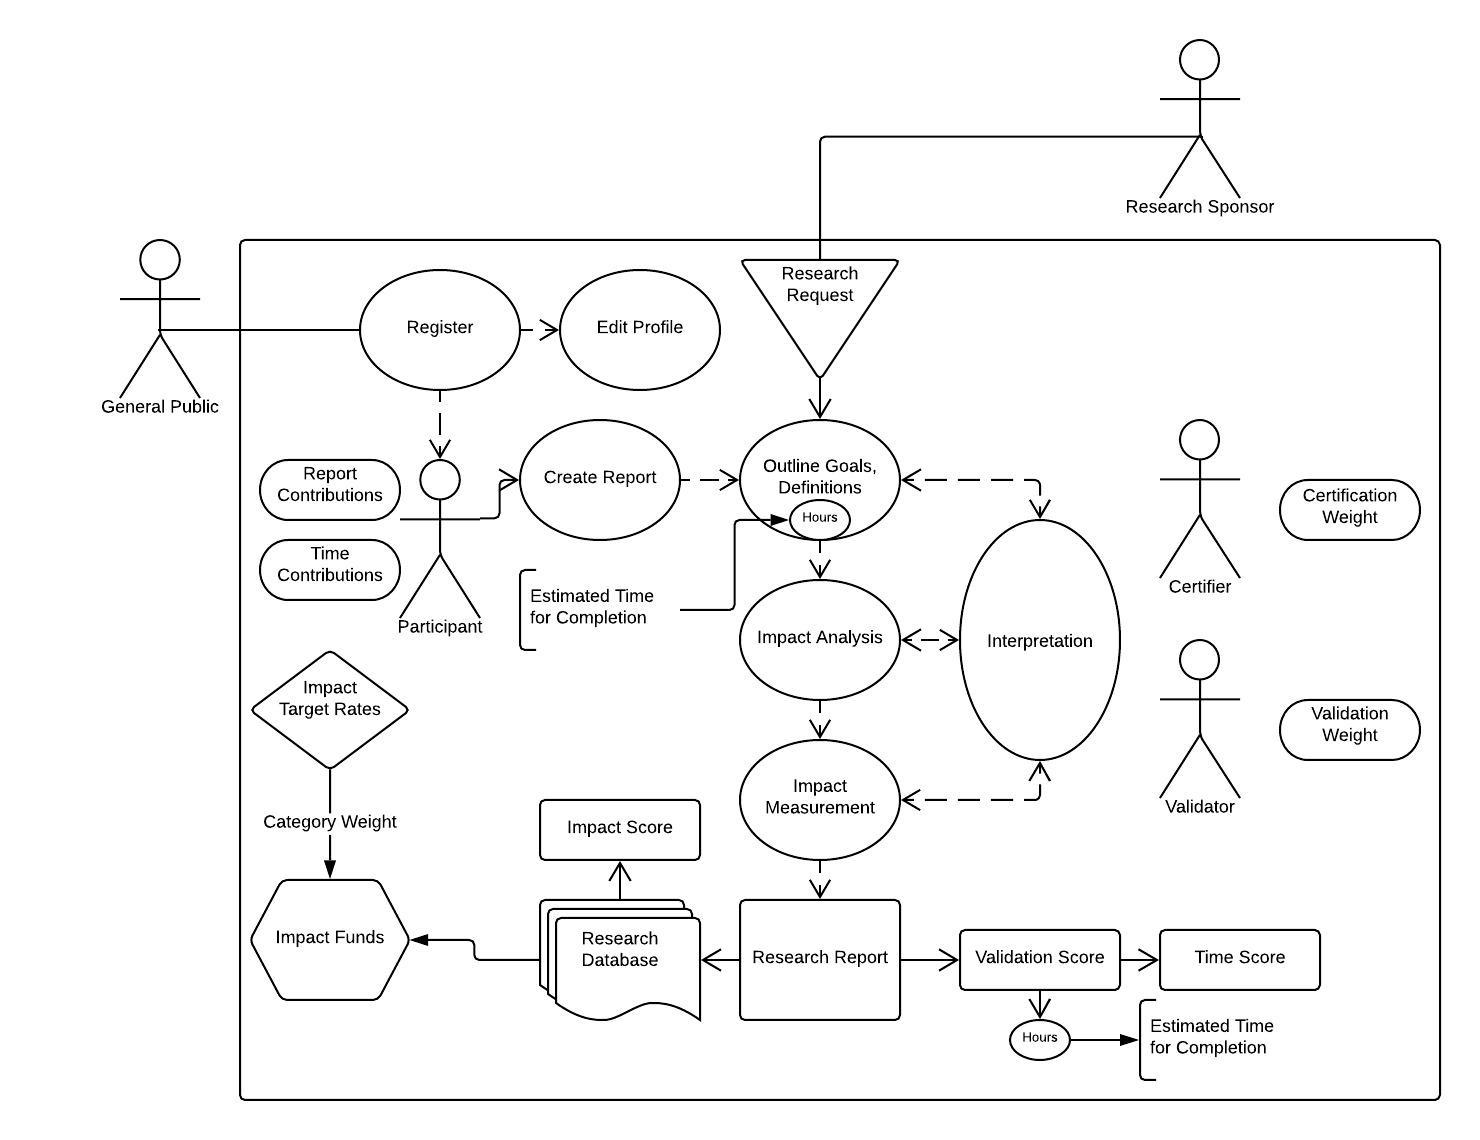 Research Sponsor
General Public
Register
Edit Profile
Research
Request
Report
Contributions
Time
Contributions
Participant
Create Report
Outline Goals,
Definitions
Hours
Estimated Time
for Completion
Impact Analysis
Interpretation
Certifier
Certification
Weight
Validator
Validation
Weight
Impact
Target Rates
Category Weight
Impact Funds
Impact Score
Impact
Measurement
Research
Database
Research Report
Validation Score
Time Score
Hours
Estimated Time
for Completion